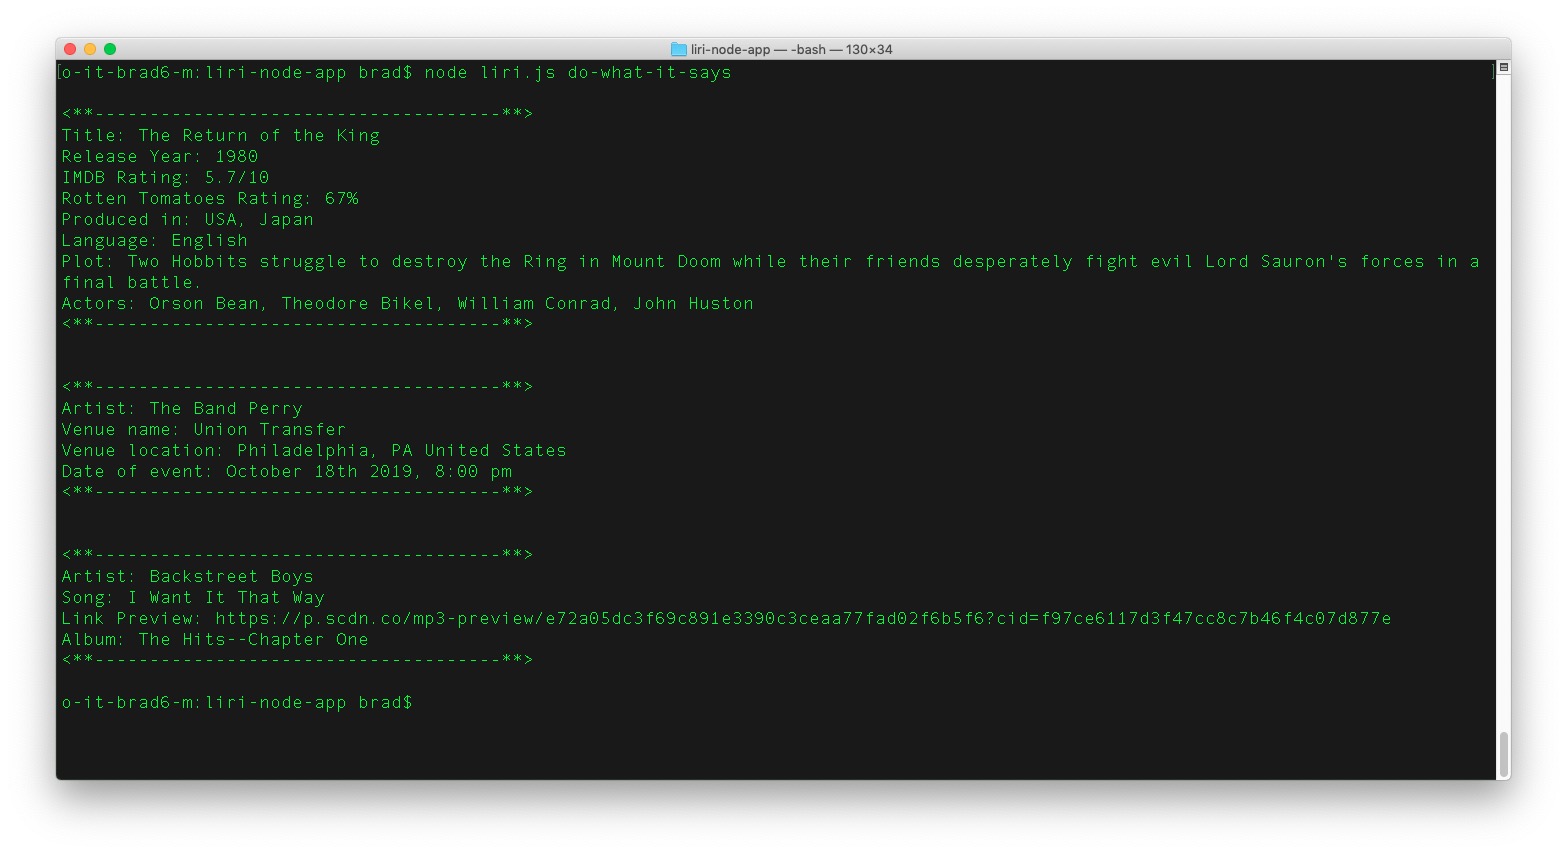 liri-node-app — -bash — 130×34
[o-it-brad6-m:liri-node-app brad$ node liri.js do-what-it-says ]
<**-------------------------------------**>
Title: The Return of the King
Release Year: 1980
IMDB Rating: 5.7/10
Rotten Tomatoes Rating: 67%
Produced in: USA, Japan
Language: English
Plot: Two Hobbits struggle to destroy the Ring in Mount Doom while their friends desperately fight evil Lord Sauron's forces in a
final battle.
Actors: Orson Bean, Theodore Bikel, William Conrad, John Huston
<**-------------------------------------**>
<**-------------------------------------**>
Artist: The Band Perry
Venue name: Union Transfer
Venue location: Philadelphia, PA United States
Date of event: October 18th 2019, 8:00 pm
<**-------------------------------------**>
<**-------------------------------------**>
Artist: Backstreet Boys
Song: I Want It That Way
Link Preview: https://p.scdn.co/mp3-preview/e72a05dc3f69c891e3390c3ceaa77fad02f6b5f6?cid=f97ce6117d3f47cc8c7b46f4c07d877e
Album: The Hits--Chapter One
<**-------------------------------------**>
o-it-brad6-m:liri-node-app brad$